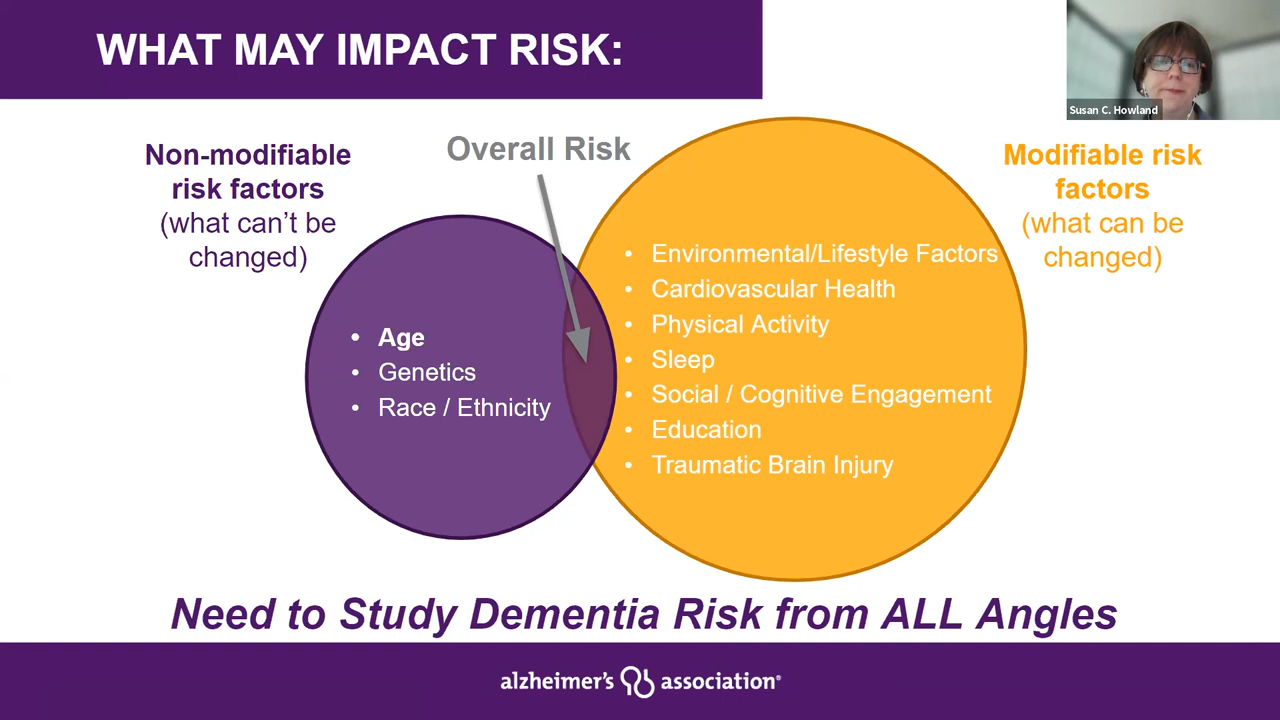 WHAT MAY IMPACT RISK:
Susan C. Howland
Non-modifiable
risk factors
(what can’t be
changed)
Overall Risk
Modifiable risk
factors
(what can be
changed)
• Age
• Genetics
• Race / Ethnicity
• Environmental/Lifestyle Factors
• Cardiovascular Health
• Physical Activity
• Sleep
• Social / Cognitive Engagement
• Education
• Traumatic Brain Injury
Need to Study Dementia Risk from ALL Angles
alzheimer's association®